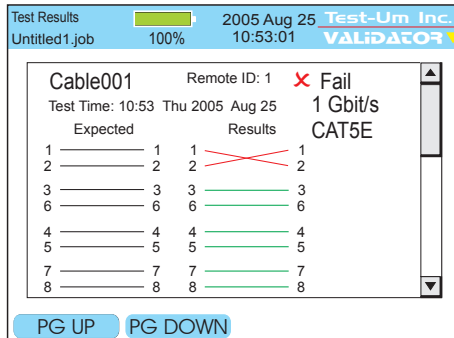 Test Results 2005 Aug 25 Test-Um Inc.
Untitled1.job 100% 10:53:01 VALiDATOR
Cable001 Remote ID: 1 ✗ Fail
Test Time: 10:53 Thu 2005 Aug 25 1 Gbit/s
Expected Results CAT5E
1 1 1 1
2 2 2 2
3 3 3 3
6 6 6 6
4 4 4 4
5 5 5 5
7 7 7 7
8 8 8 8
PG UP PG DOWN